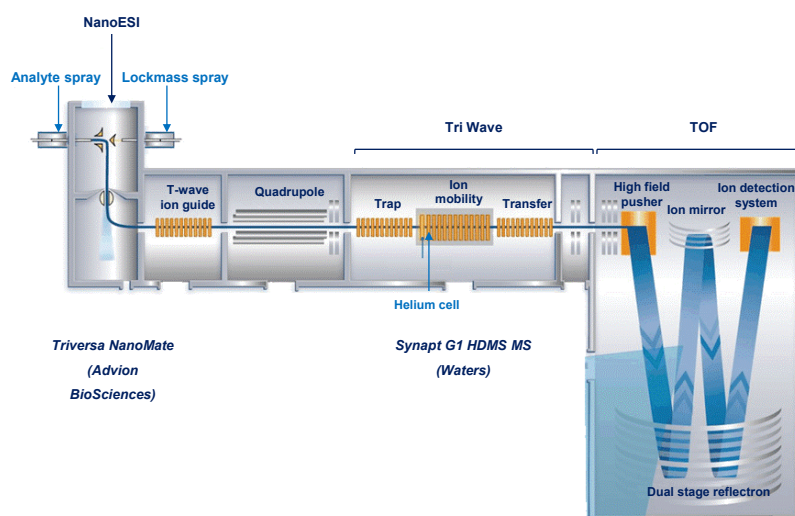 NanoESI
Analyte spray
Lockmass spray
Tri Wave
TOF
T-wave
ion guide
Quadrupole
Trap
Ion
mobility
Transfer
High field
pusher
Ion mirror
Ion detection
system
Helium cell
Triversa NanoMate
(Advion
BioSciences)
Synapt G1 HDMS MS
(Waters)
Dual stage reflectron